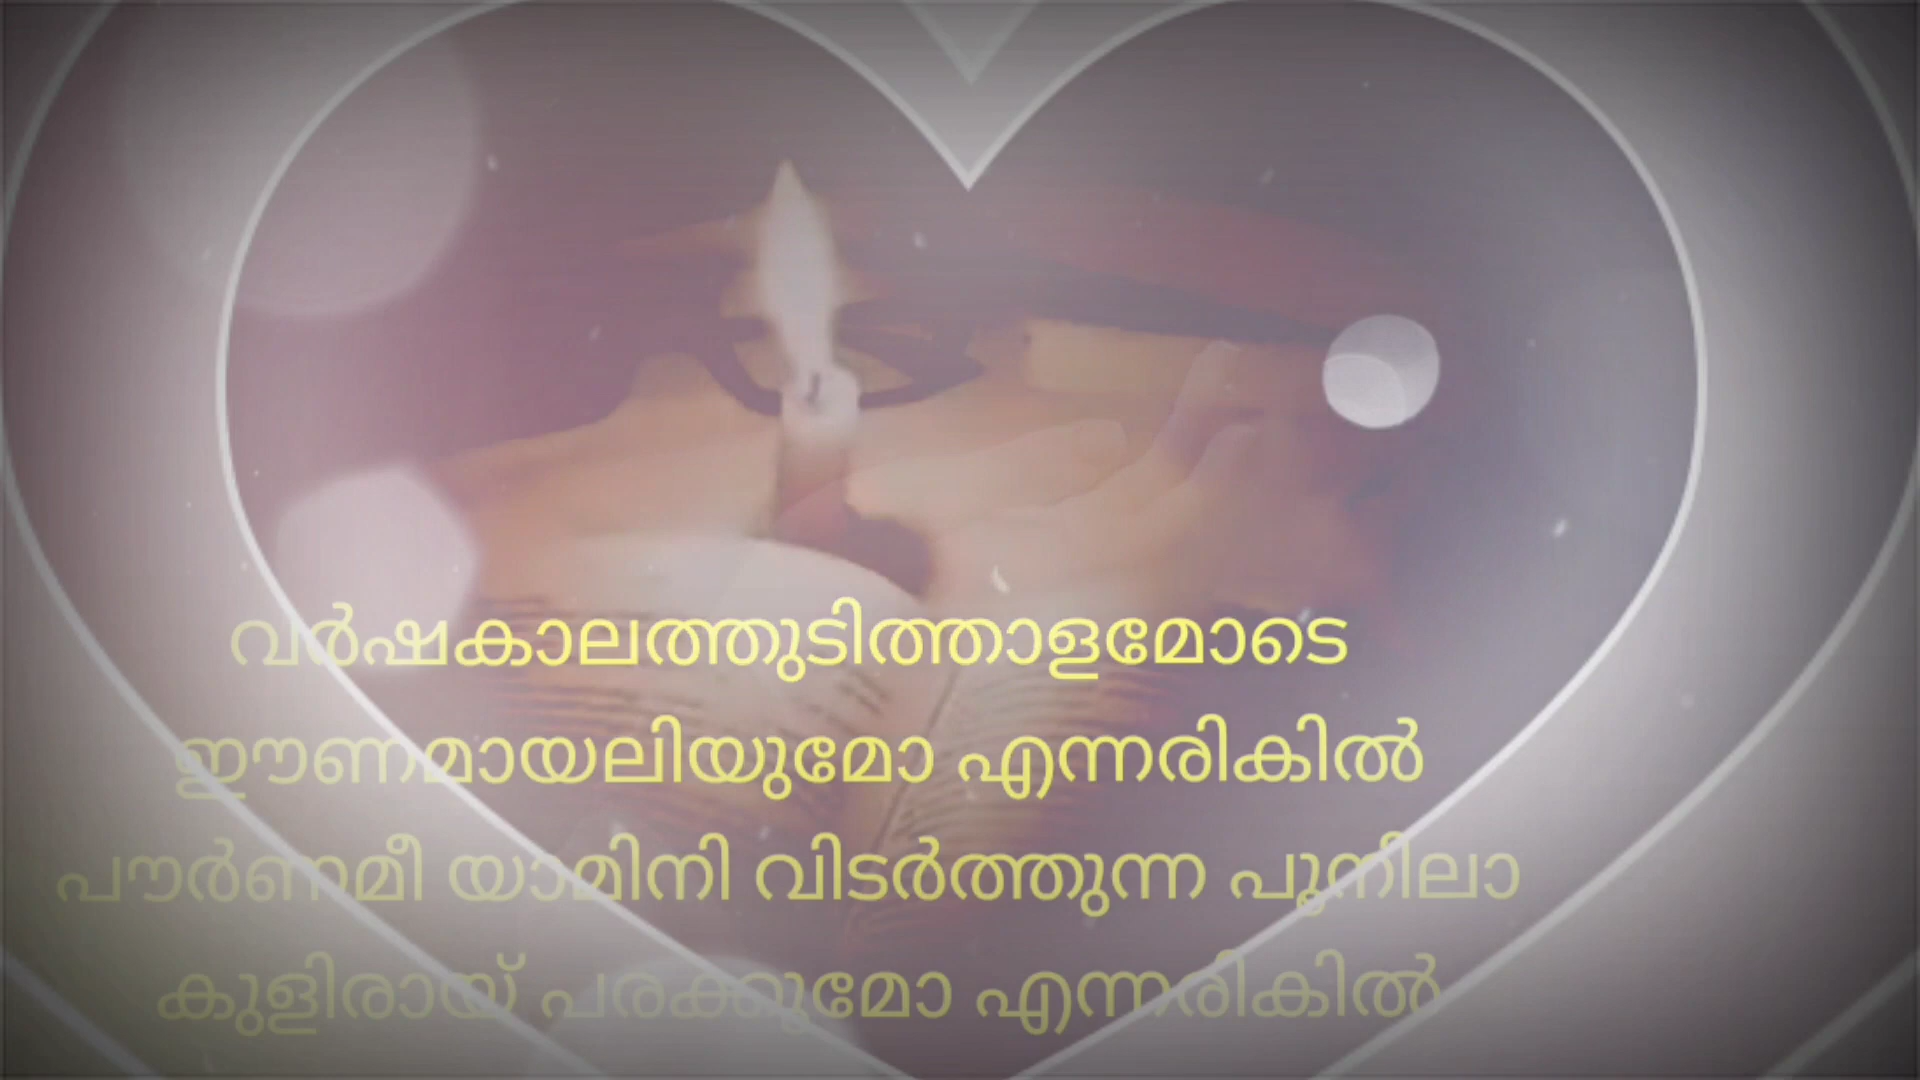 വർഷകാലത്തുടിത്താളമോടെ
ഈണമായലിയുമോ എന്നരികിൽ
പൗർണമീ യാമിനി വിടർത്തുന്ന പൂനിലാ
കുളിരായ് പരക്കുമോ എന്നരികിൽ